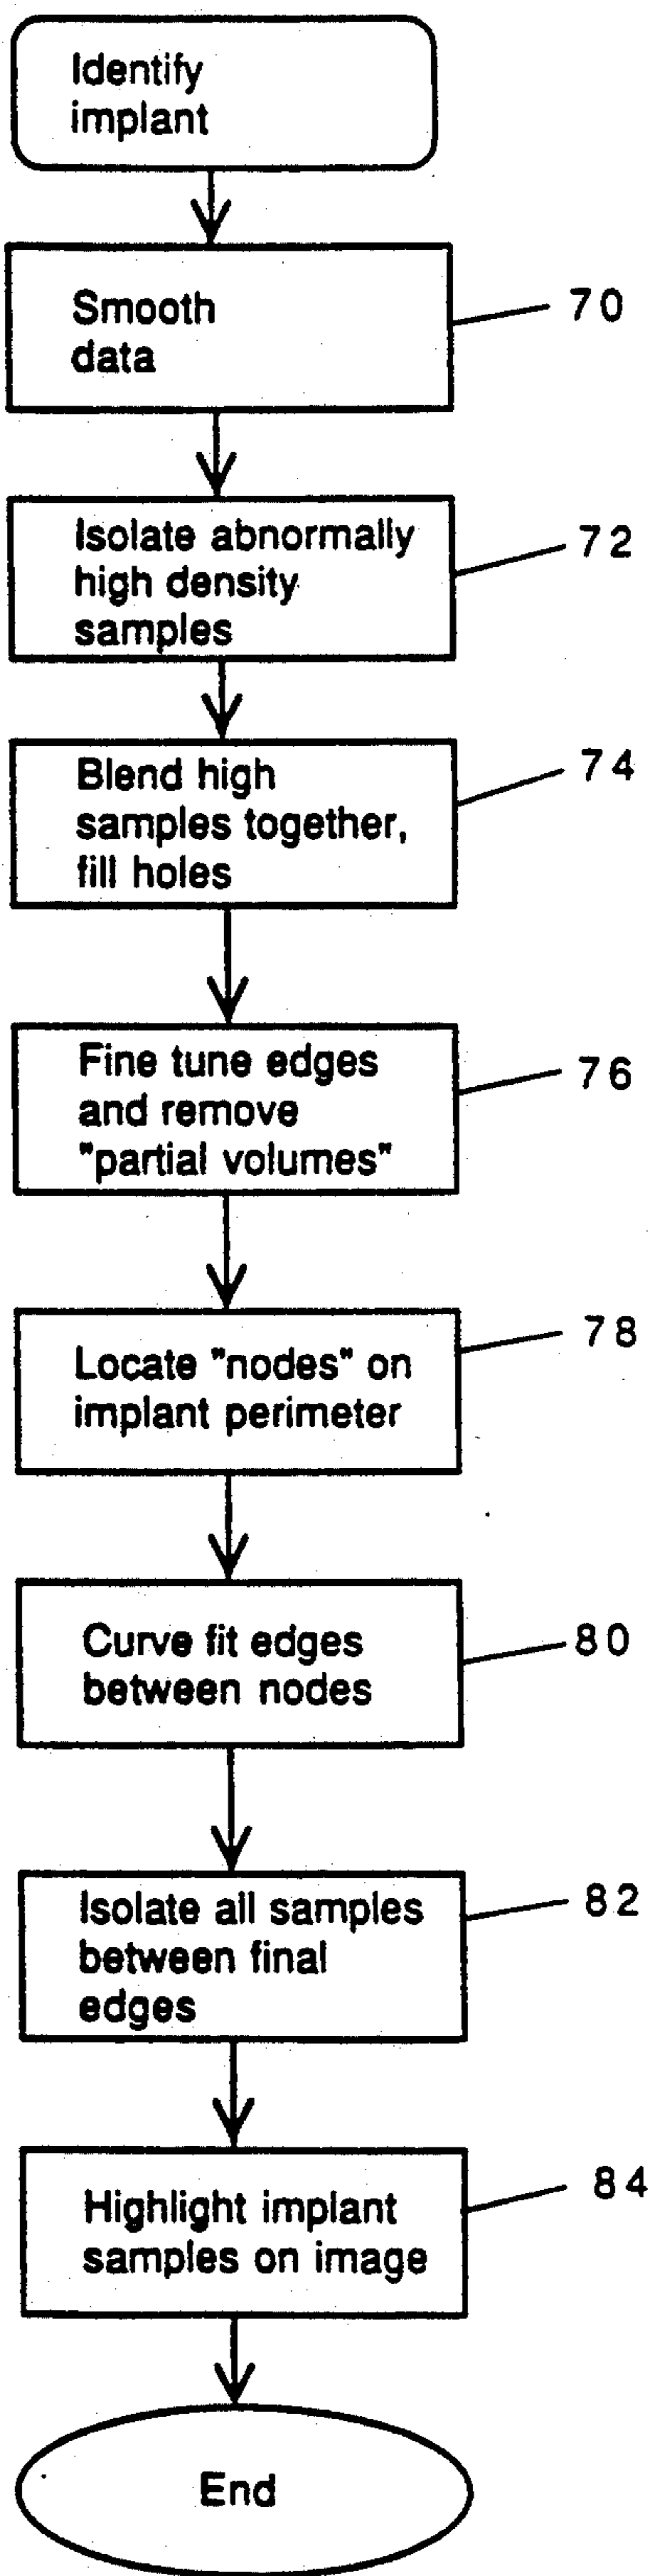 Identify
implant
Smooth
data
70
Isolate abnormally
high density
samples
72
Blend high
samples together,
fill holes
74
Fine tune edges
and remove
"partial volumes"
76
Locate "nodes" on
implant perimeter
78
Curve fit edges
between nodes
80
Isolate all samples
between final
edges
82
Highlight implant
samples on image
84
End